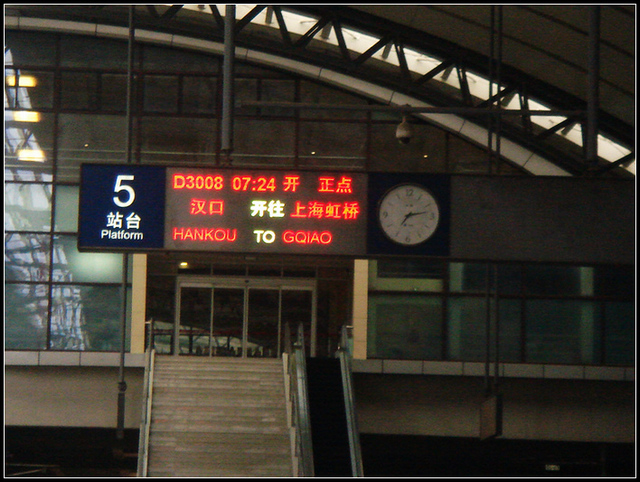 5
站台
Platform
D3008 07:24 开 正点
汉口 开往 上海虹桥
HANKOU TO GQIAO